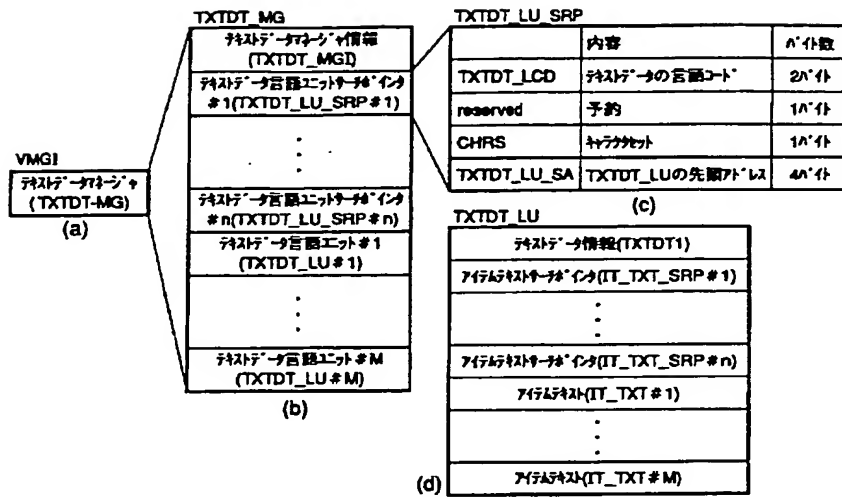 TXTDT_MG
テキストデータマネージャ情報
(TXTDT_MGI)
テキストデータ言語ユニットサーチポインタ
#1(TXTDT_LU_SRP#1)
テキストデータ言語ユニットサーチポインタ
#n(TXTDT_LU_SRP#n)
テキストデータ言語ユニット#1
(TXTDT_LU#1)
テキストデータ言語ユニット#M
(TXTDT_LU#M)
(b)
VMGI
テキストデータマネージャ
(TXTDT-MG)
(a)
TXTDT_LU_SRP
内容 バイト数
TXTDT_LCD テキストデータの言語コード 2バイト
reserved 予約 1バイト
CHRS キャラクタセット 1バイト
TXTDT_LU_SA TXTDT_LUの先頭アドレス 4バイト
(c)
TXTDT_LU
テキストデータ情報(TXTDT1)
アイテムテキストサーチポインタ(IT_TXT_SRP#1)
アイテムテキストサーチポインタ(IT_TXT_SRP#n)
アイテムテキスト(IT_TXT#1)
アイテムテキスト(IT_TXT#M)
(d)